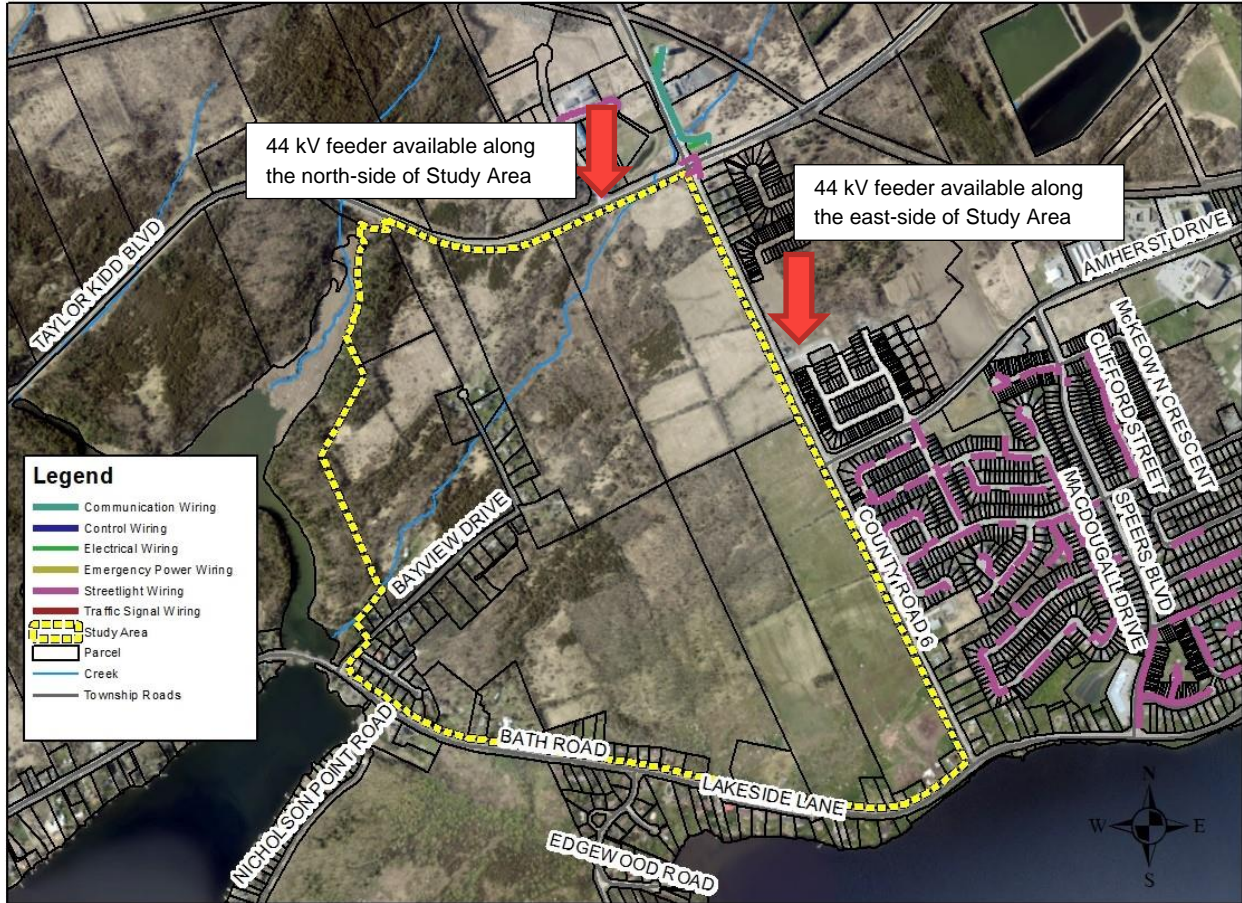 44 kV feeder available along
the north-side of Study Area
44 kV feeder available along
the east-side of Study Area
TAYLOR KIDD BLVD
AMHERST DRIVE
McKEOWN CRESCENT
CLIFFORD STREET
SPEERS BLVD
MACDOUGALL DRIVE
COUNTY ROAD 6
BAYVIEW DRIVE
Legend
Communication Wiring
Control Wiring
Electrical Wiring
Emergency Power Wiring
Streetlight Wiring
Traffic Signal Wiring
Study Area
Parcel
Creek
Township Roads
NICHOLSON POINT ROAD
BATH ROAD
LAKESIDE LANE
EDGEWOOD ROAD
N
W
E
S